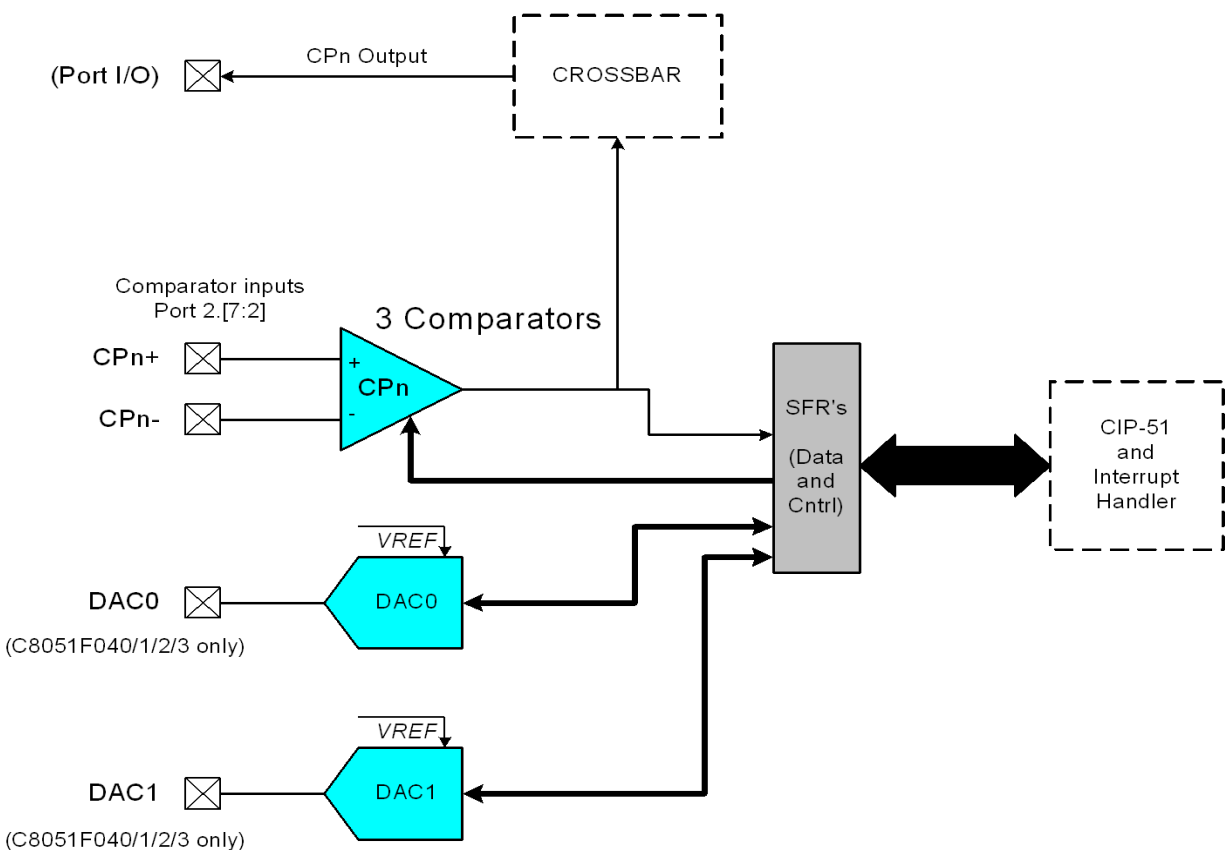 (Port I/O)
CPn Output
CROSSBAR
Comparator inputs
Port 2.[7:2]
3 Comparators
CPn+
+
CPn
CPn-
-
SFR's
(Data
and
Cntrl)
CIP-51
and
Interrupt
Handler
VREF
DAC0
DAC0
(C8051F040/1/2/3 only)
VREF
DAC1
DAC1
(C8051F040/1/2/3 only)